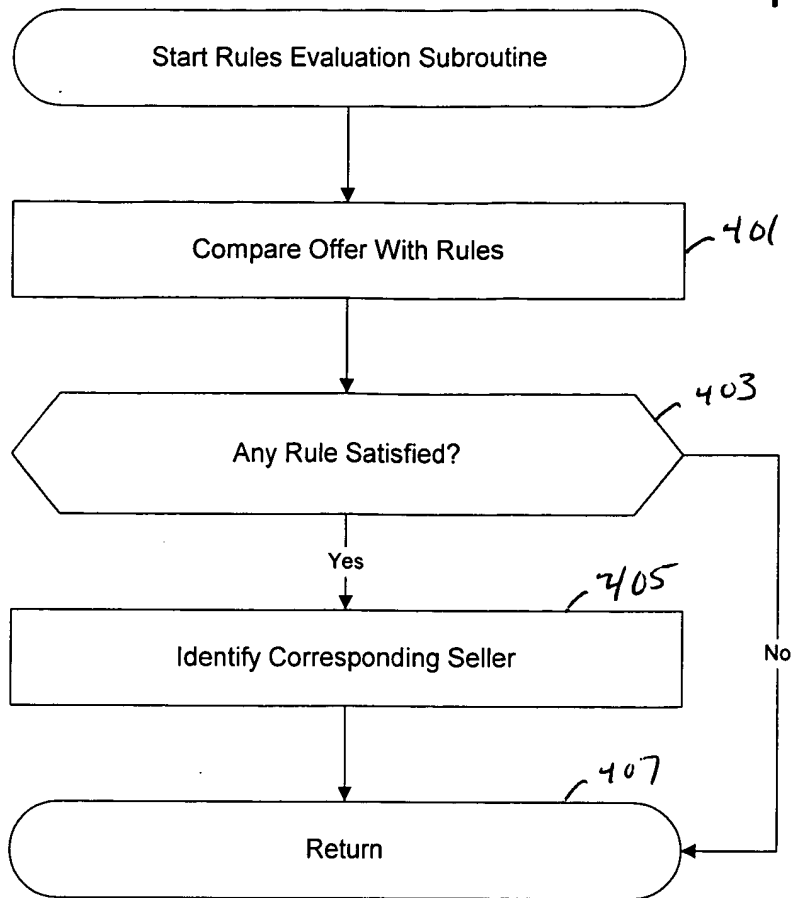 Start Rules Evaluation Subroutine
Compare Offer With Rules
401
403
Any Rule Satisfied?
Yes
405
Identify Corresponding Seller
No
407
Return